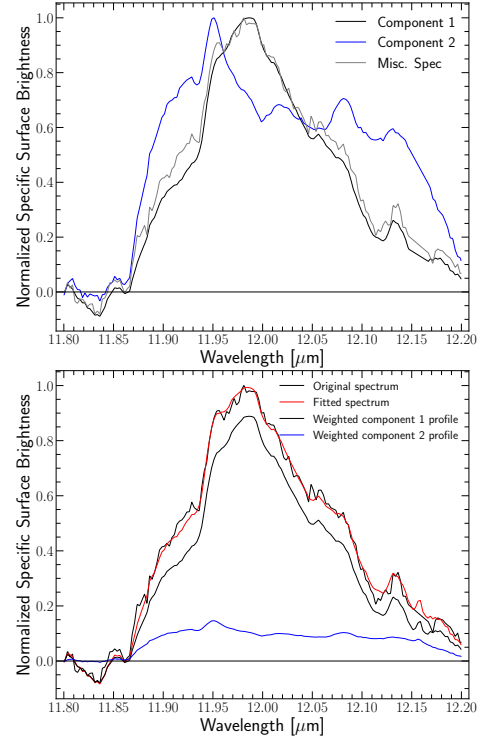 Normalized Specific Surface Brightness
1.0
0.8
0.6
0.4
0.2
0.0
Component 1
Component 2
Misc. Spec
11.80 11.85 11.90 11.95 12.00 12.05 12.10 12.15 12.20
Wavelength [μm]
Normalized Specific Surface Brightness
1.0
0.8
0.6
0.4
0.2
0.0
Original spectrum
Fitted spectrum
Weighted component 1 profile
Weighted component 2 profile
11.80 11.85 11.90 11.95 12.00 12.05 12.10 12.15 12.20
Wavelength [μm]